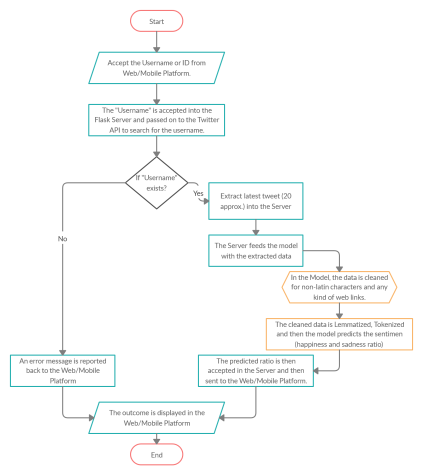 Start
Accept the Username or ID from
Web/Mobile Platform.
The "Username" is accepted into the
Flask Server and passed on to the Twitter
API to search for the username.
If "Username"
exists?
Yes
No
Extract latest tweet (20
approx.) into the Server
The Server feeds the model
with the extracted data
In the Model, the data is cleaned
for non-latin characters and any
kind of web links.
The cleaned data is Lemmatized, Tokenized
and then the model predicts the sentimen
(happiness and sadness ratio)
An error message is reported
back to the Web/Mobile
Platform
The predicted ratio is then
accepted in the Server and then
sent to the Web/Mobile Platform.
The outcome is displayed in the
Web/Mobile Platform
End